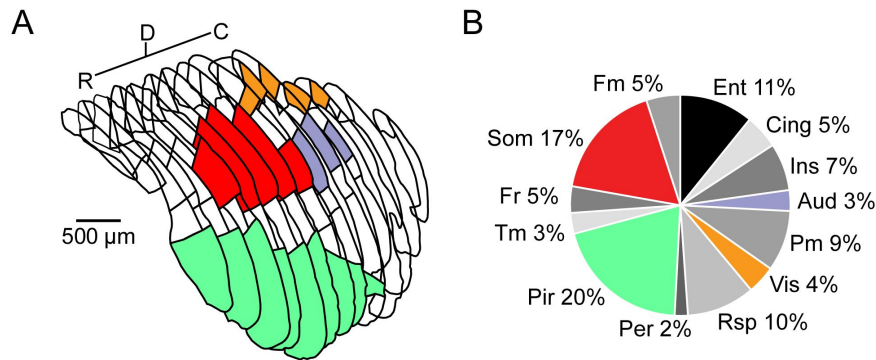 A
D
C
R
500 µm
B
Fm 5%
Ent 11%
Cing 5%
Som 17%
Ins 7%
Fr 5%
Aud 3%
Tm 3%
Pm 9%
Pir 20%
Vis 4%
Per 2%
Rsp 10%